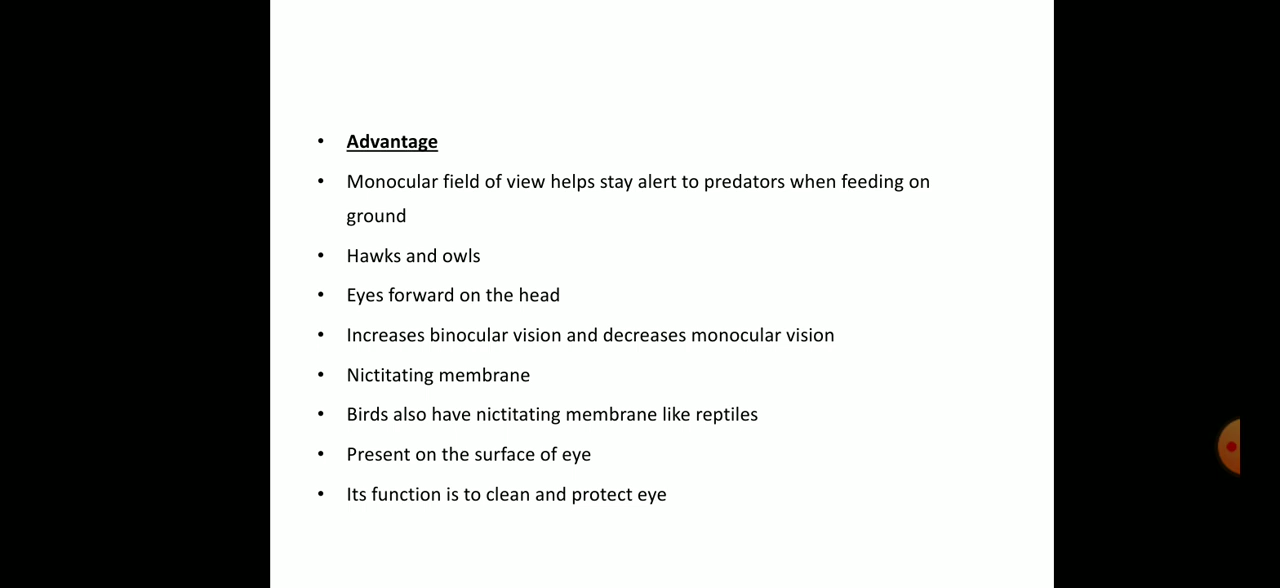 • Advantage
• Monocular field of view helps stay alert to predators when feeding on
ground
• Hawks and owls
• Eyes forward on the head
• Increases binocular vision and decreases monocular vision
• Nictitating membrane
• Birds also have nictitating membrane like reptiles
• Present on the surface of eye
• Its function is to clean and protect eye